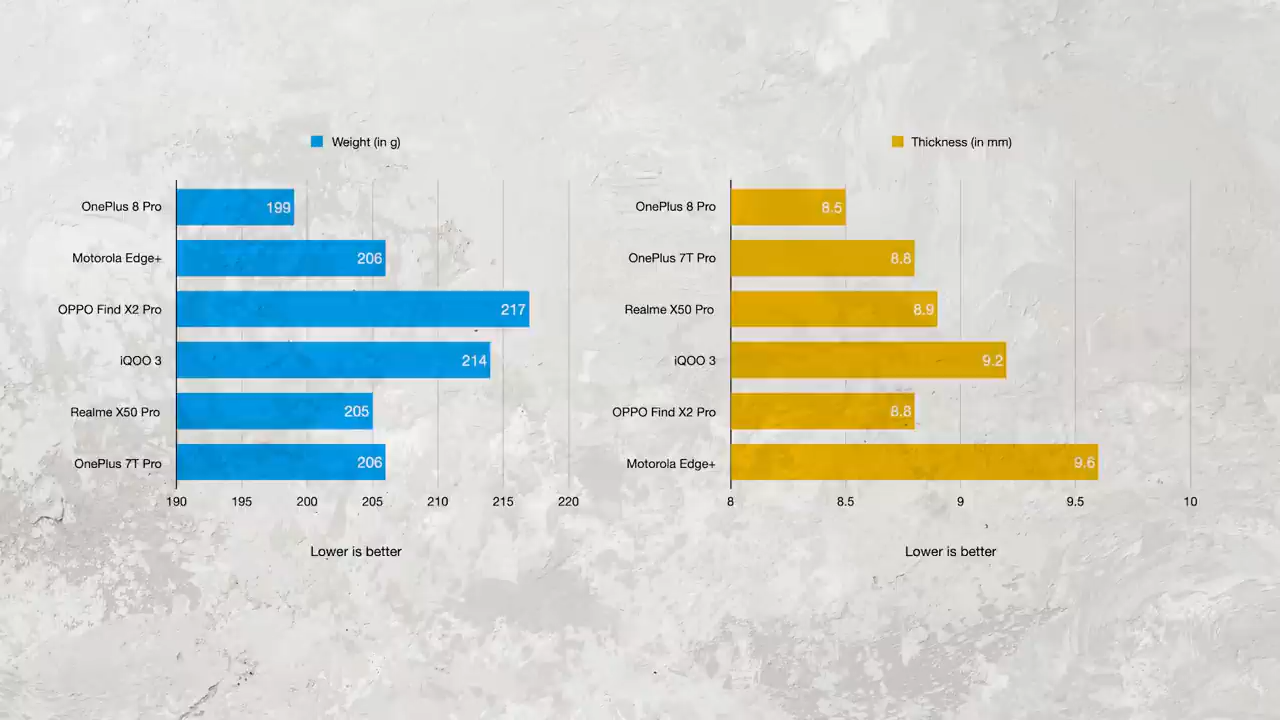 Weight (in g)
OnePlus 8 Pro
199
Motorola Edge+
206
OPPO Find X2 Pro
217
iQOO 3
214
Realme X50 Pro
205
OnePlus 7T Pro
206
190 195 200 205 210 215 220
Lower is better
Thickness (in mm)
OnePlus 8 Pro
8.5
OnePlus 7T Pro
8.8
Realme X50 Pro
8.9
iQOO 3
9.2
OPPO Find X2 Pro
8.8
Motorola Edge+
9.6
8 8.5 9 9.5 10
Lower is better